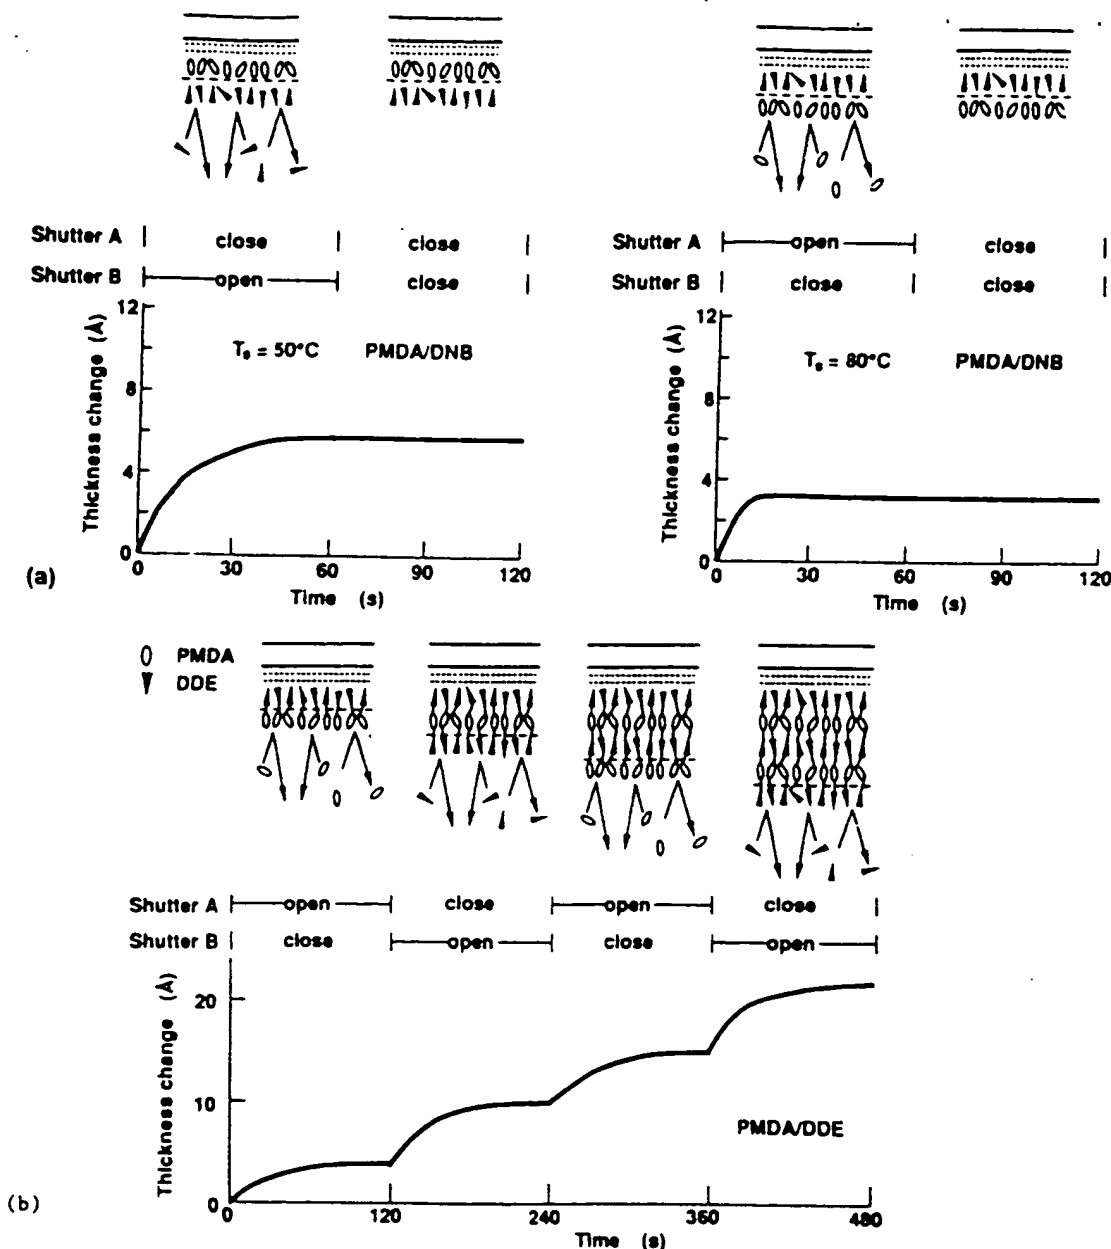 Shutter A close close
Shutter B open close
12
8
4
0
Thickness change (Å)
Tₛ = 50°C PMDA/DNB
0 30 60 90 120
Time (s)
Shutter A open close
Shutter B close close
12
8
4
0
Thickness change (Å)
Tₛ = 80°C PMDA/DNB
0 30 60 90 120
Time (s)
(a)
PMDA
DDE
Shutter A open close open close
Shutter B close open close open
20
10
0
Thickness change (Å)
PMDA/DDE
0 120 240 360 480
Time (s)
(b)